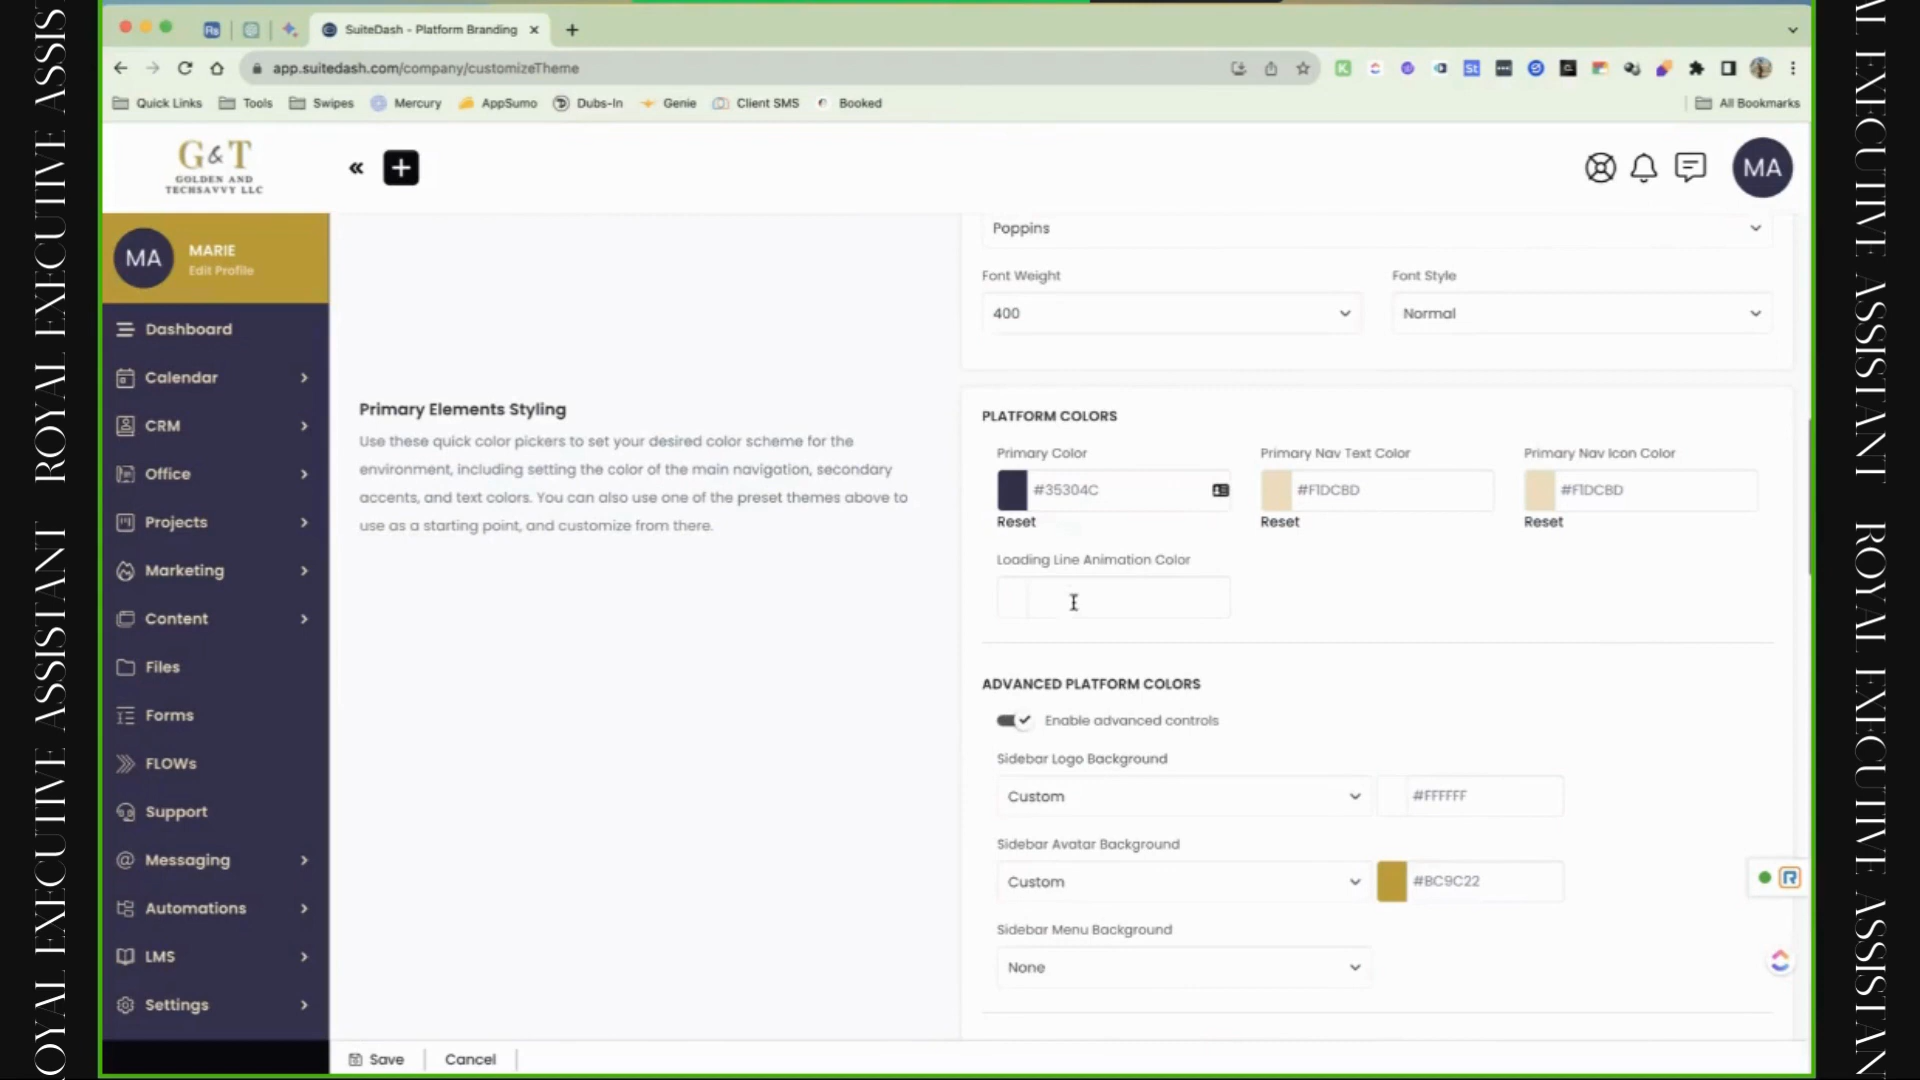 ROYAL EXECUTIVE ASSISTANT
SuiteDash - Platform Branding
app.suitedash.com/company/customizeTheme
Quick Links
Tools
Swipes
Mercury
AppSumo
Dubs-In
Genie
Client SMS
Booked
All Bookmarks
G&T
GOLDEN AND
TECHSAVVY LLC
MA
MA
MARIE
Edit Profile
Dashboard
Calendar
CRM
Office
Projects
Marketing
Content
Files
Forms
FLOWs
Support
Messaging
Automations
LMS
Settings
Primary Elements Styling
Use these quick color pickers to set your desired color scheme for the
environment, including setting the color of the main navigation, secondary
accents, and text colors. You can also use one of the preset themes above to
use as a starting point, and customize from there.
Poppins
Font Weight
Font Style
400
Normal
PLATFORM COLORS
Primary Color
Primary Nav Text Color
Primary Nav Icon Color
#35304C
#F1DCBD
#F1DCBD
Reset
Reset
Reset
Loading Line Animation Color
ADVANCED PLATFORM COLORS
Enable advanced controls
Sidebar Logo Background
Custom
#FFFFFF
Sidebar Avatar Background
Custom
#BC9C22
Sidebar Menu Background
None
Save
Cancel
ROYAL EXECUTIVE ASSISTANT